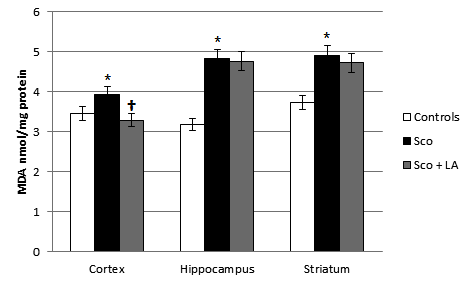 6
5
4
3
2
1
0
MDA nmol/mg protein
*
†
*
*
Cortex
Hippocampus
Striatum
Controls
Sco
Sco + LA